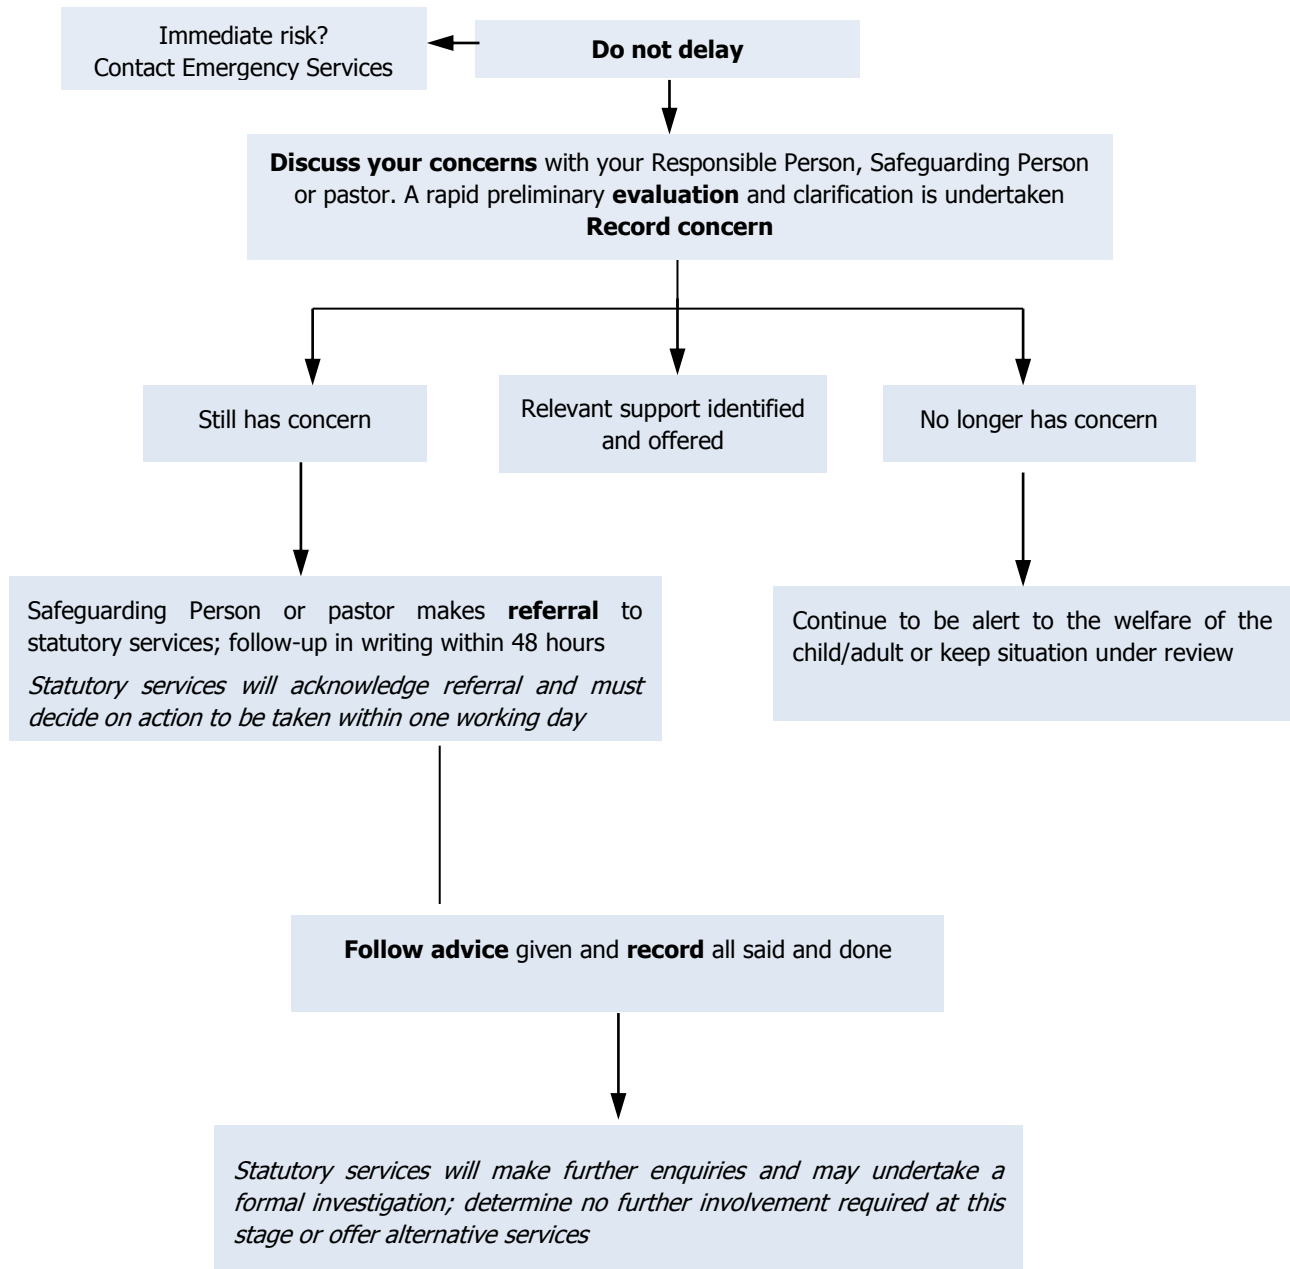 Immediate risk?
Contact Emergency Services
Do not delay
Discuss your concerns with your Responsible Person, Safeguarding Person
or pastor. A rapid preliminary evaluation and clarification is undertaken
Record concern
Still has concern
Relevant support identified
and offered
No longer has concern
Safeguarding Person or pastor makes referral to
statutory services; follow-up in writing within 48 hours
Statutory services will acknowledge referral and must
decide on action to be taken within one working day
Continue to be alert to the welfare of the
child/adult or keep situation under review
Follow advice given and record all said and done
Statutory services will make further enquiries and may undertake a
formal investigation; determine no further involvement required at this
stage or offer alternative services